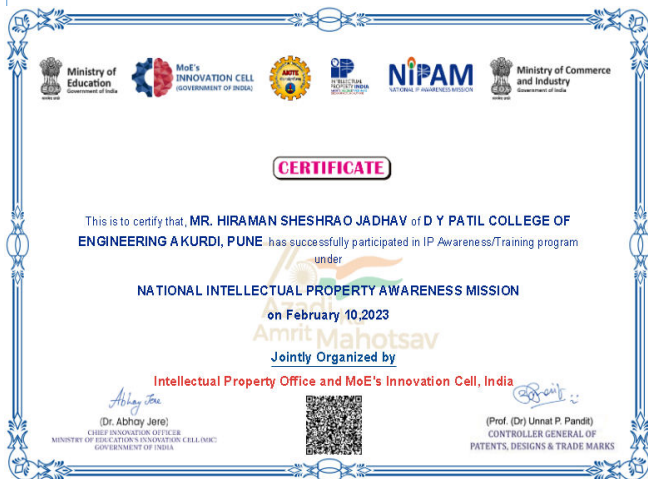 Ministry of
Education
Government of India
MoE's
INNOVATION CELL
(GOVERNMENT OF INDIA)
AICTE
INTELLECTUAL
PROPERTY INDIA
NIPAM
NATIONAL IP AWARENESS MISSION
Ministry of Commerce
and Industry
Government of India
CERTIFICATE
This is to certify that, MR. HIRAMAN SHESHRAO JADHAV of D Y PATIL COLLEGE OF
ENGINEERING AKURDI, PUNE has successfully participated in IP Awareness/Training program
under
NATIONAL INTELLECTUAL PROPERTY AWARENESS MISSION
on February 10,2023
Azadi Ka
Amrit Mahotsav
Jointly Organized by
Intellectual Property Office and MoE's Innovation Cell, India
Abhay Jere
(Dr. Abhay Jere)
CHIEF INNOVATION OFFICER
MINISTRY OF EDUCATION'S INNOVATION CELL (MIC)
GOVERNMENT OF INDIA
(Prof. (Dr) Unnat P. Pandit)
CONTROLLER GENERAL OF
PATENTS, DESIGNS & TRADE MARKS